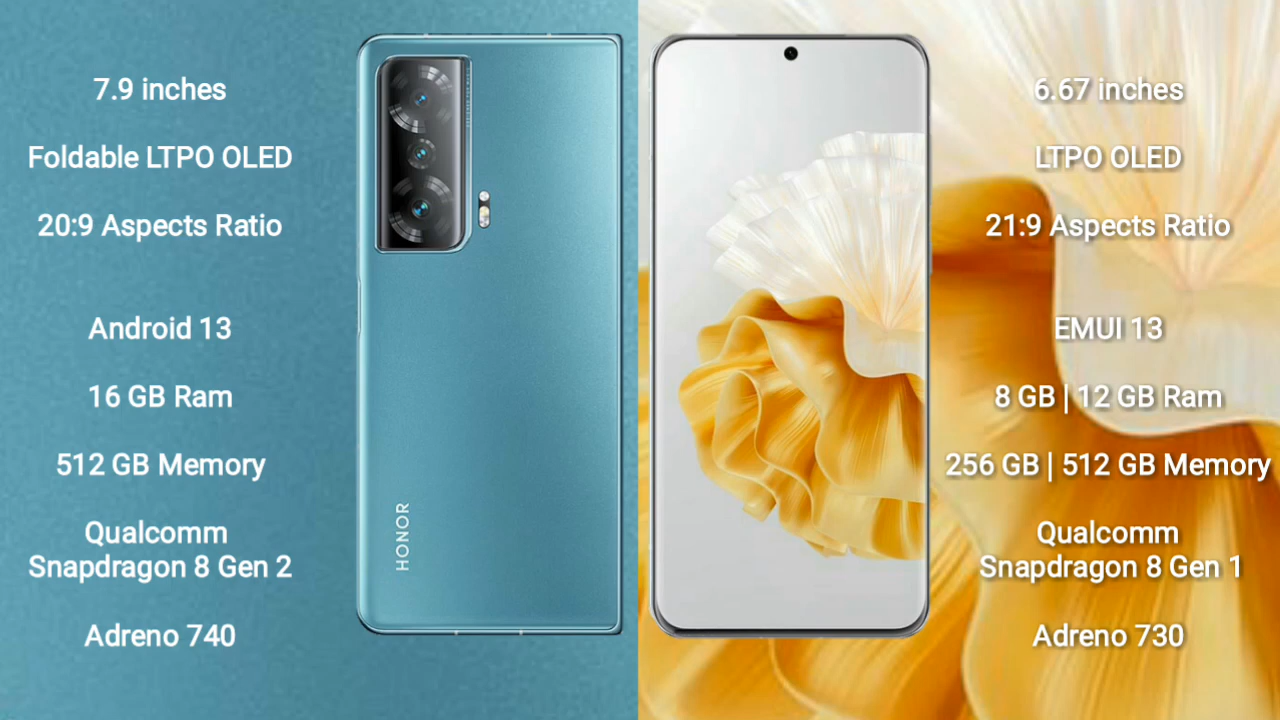 7.9 inches
Foldable LTPO OLED
20:9 Aspects Ratio
Android 13
16 GB Ram
512 GB Memory
Qualcomm
Snapdragon 8 Gen 2
Adreno 740
HONOR
6.67 inches
LTPO OLED
21:9 Aspects Ratio
EMUI 13
8 GB | 12 GB Ram
256 GB | 512 GB Memory
Qualcomm
Snapdragon 8 Gen 1
Adreno 730